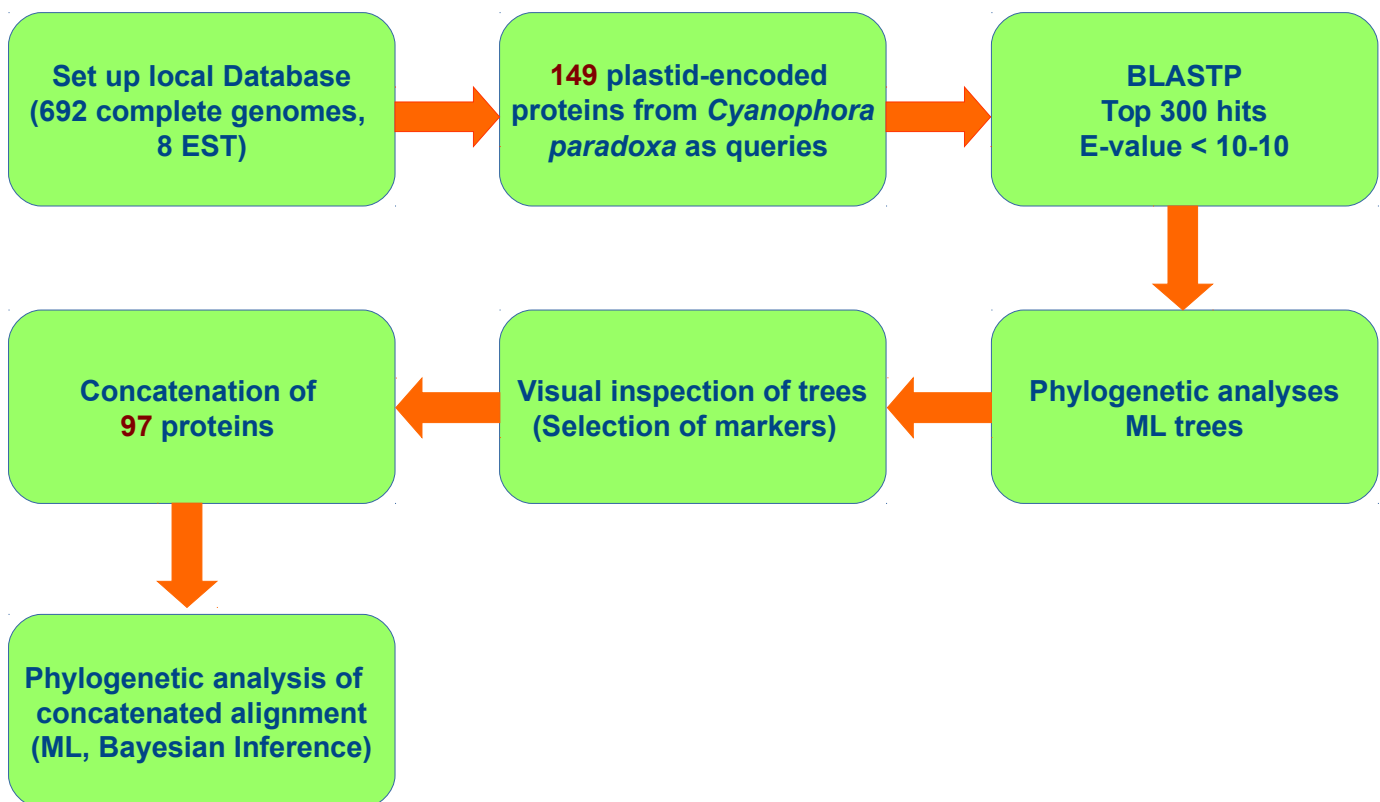 Set up local Database
(692 complete genomes,
8 EST)
149 plastid-encoded
proteins from Cyanophora
paradoxa as queries
BLASTP
Top 300 hits
E-value < 10-10
Phylogenetic analyses
ML trees
Visual inspection of trees
(Selection of markers)
Concatenation of
97 proteins
Phylogenetic analysis of
concatenated alignment
(ML, Bayesian Inference)